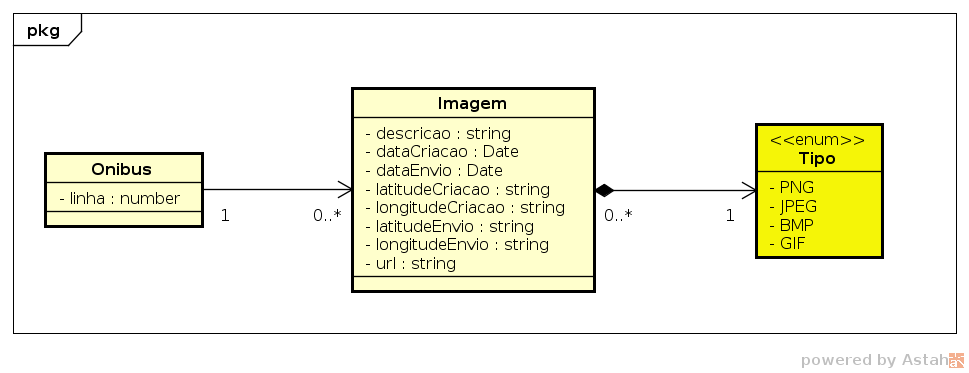 pkg
Onibus
- linha : number
1
0..*
Imagem
- descricao : string
- dataCriacao : Date
- dataEnvio : Date
- latitudeCriacao : string
- longitudeCriacao : string
- latitudeEnvio : string
- longitudeEnvio : string
- url : string
0..*
1
<<enum>>
Tipo
- PNG
- JPEG
- BMP
- GIF
powered by Astah